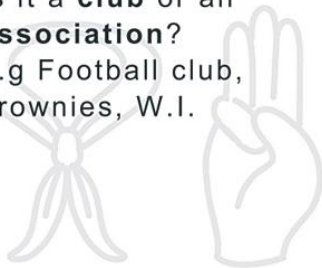 s it a club or an
ssociation?
.g Football club,
rownies, W.I.